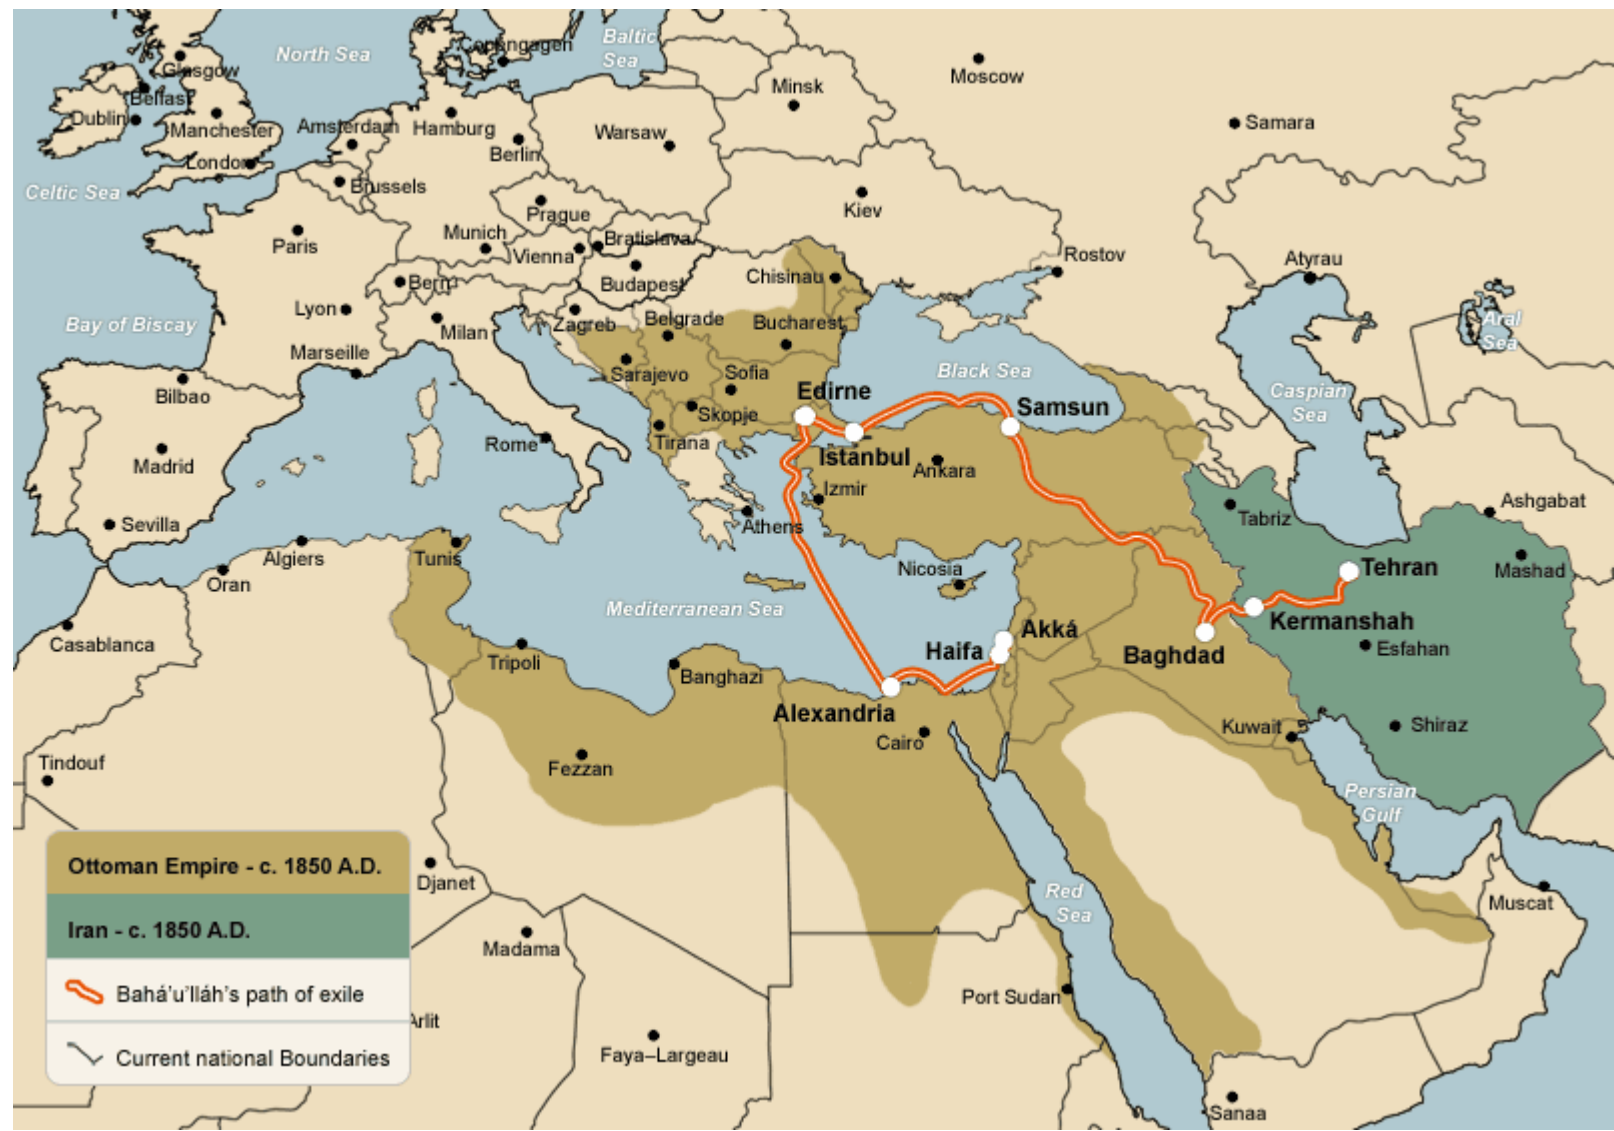 North Sea
Baltic
Sea
Copengagen
Glasgow
Moscow
Belfast
Minsk
Dublin
Manchester
Amsterdam
Hamburg
Warsaw
Samara
London
Berlin
Celtic Sea
Brussels
Prague
Kiev
Paris
Munich
Vienna
Bratislava
Rostov
Atyrau
Bern
Budapest
Chisinau
Lyon
Milan
Zagreb
Belgrade
Bucharest
Bay of Biscay
Marseille
Aral
Sea
Sarajevo
Sofia
Black Sea
Caspian
Sea
Bilbao
Edirne
Samsun
Skopje
Tirana
Rome
Madrid
Istanbul
Ankara
Izmir
Sevilla
Athens
Tabriz
Ashgabat
Algiers
Tunis
Oran
Nicosia
Tehran
Mashad
Mediterranean Sea
Casablanca
Akká
Kermanshah
Haifa
Baghdad
Esfahan
Tripoli
Banghazi
Alexandria
Cairo
Kuwait
Shiraz
Tindouf
Fezzan
Persian
Gulf
Ottoman Empire - c. 1850 A.D.
Djanet
Red
Sea
Muscat
Iran - c. 1850 A.D.
Madama
Bahá'u'lláh's path of exile
Port Sudan
Arlit
Current national Boundaries
Faya–Largeau
Sanaa